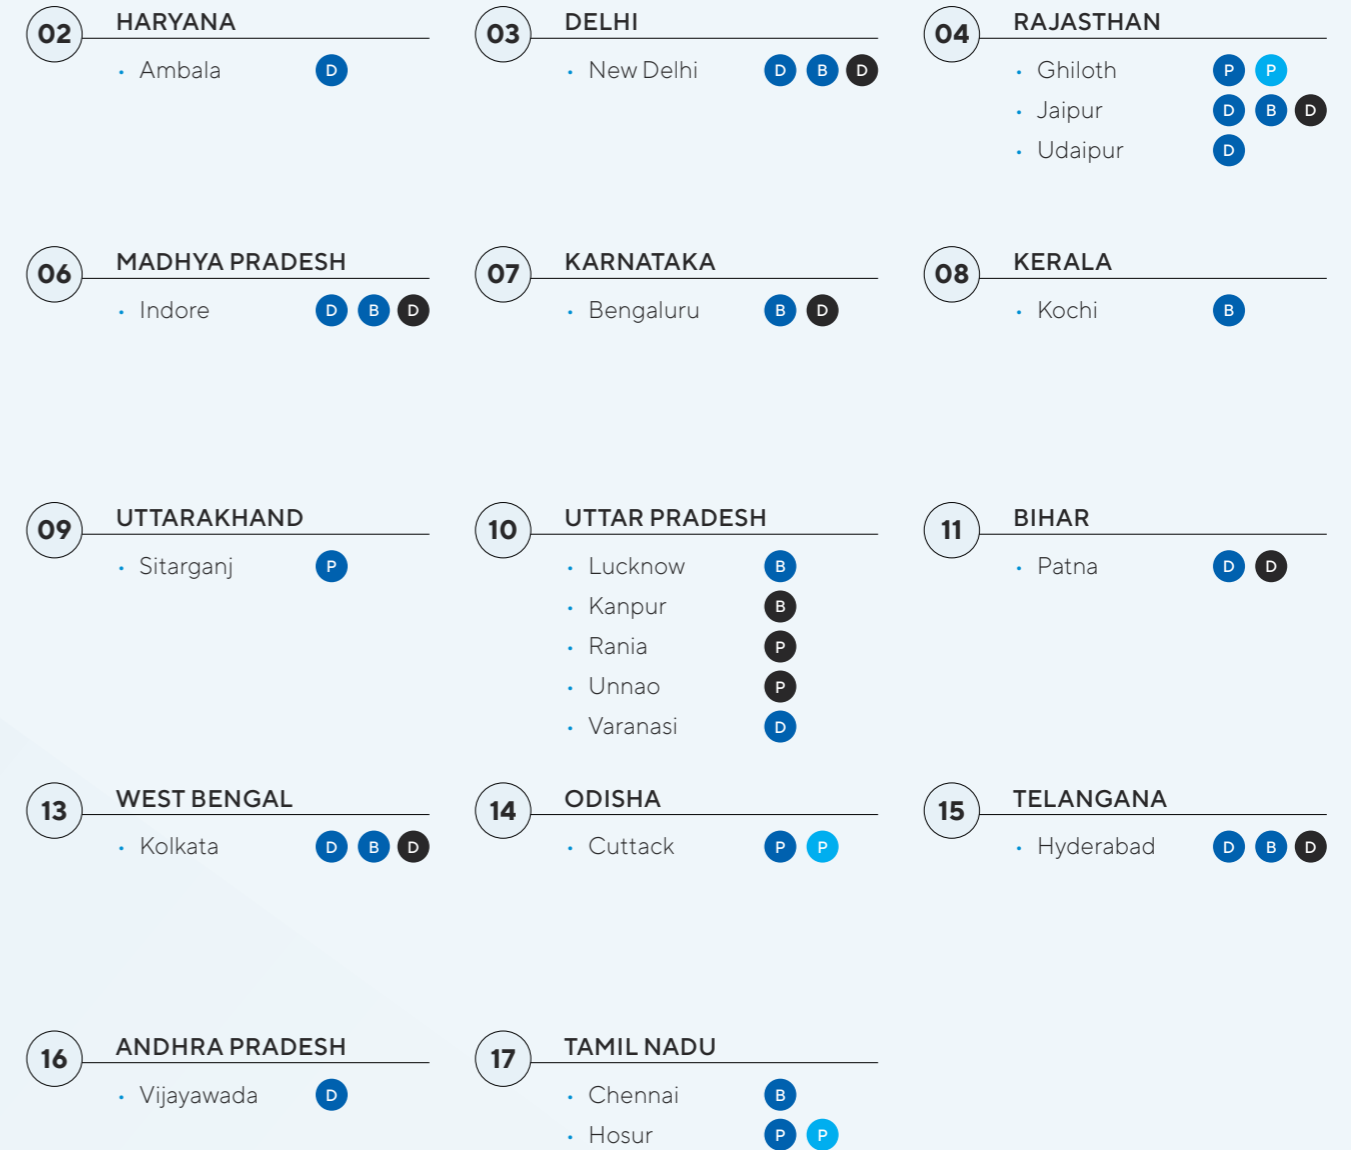 02 HARYANA
Ambala D
03 DELHI
New Delhi D B D
04 RAJASTHAN
Ghiloth P P
Jaipur D B D
Udaipur D
06 MADHYA PRADESH
Indore D B D
07 KARNATAKA
Bengaluru B D
08 KERALA
Kochi B
09 UTTARAKHAND
Sitarganj P
10 UTTAR PRADESH
Lucknow B
Kanpur B
Rania P
Unnao P
Varanasi D
11 BIHAR
Patna D D
13 WEST BENGAL
Kolkata D B D
14 ODISHA
Cuttack P P
15 TELANGANA
Hyderabad D B D
16 ANDHRA PRADESH
Vijayawada D
17 TAMIL NADU
Chennai B
Hosur P P